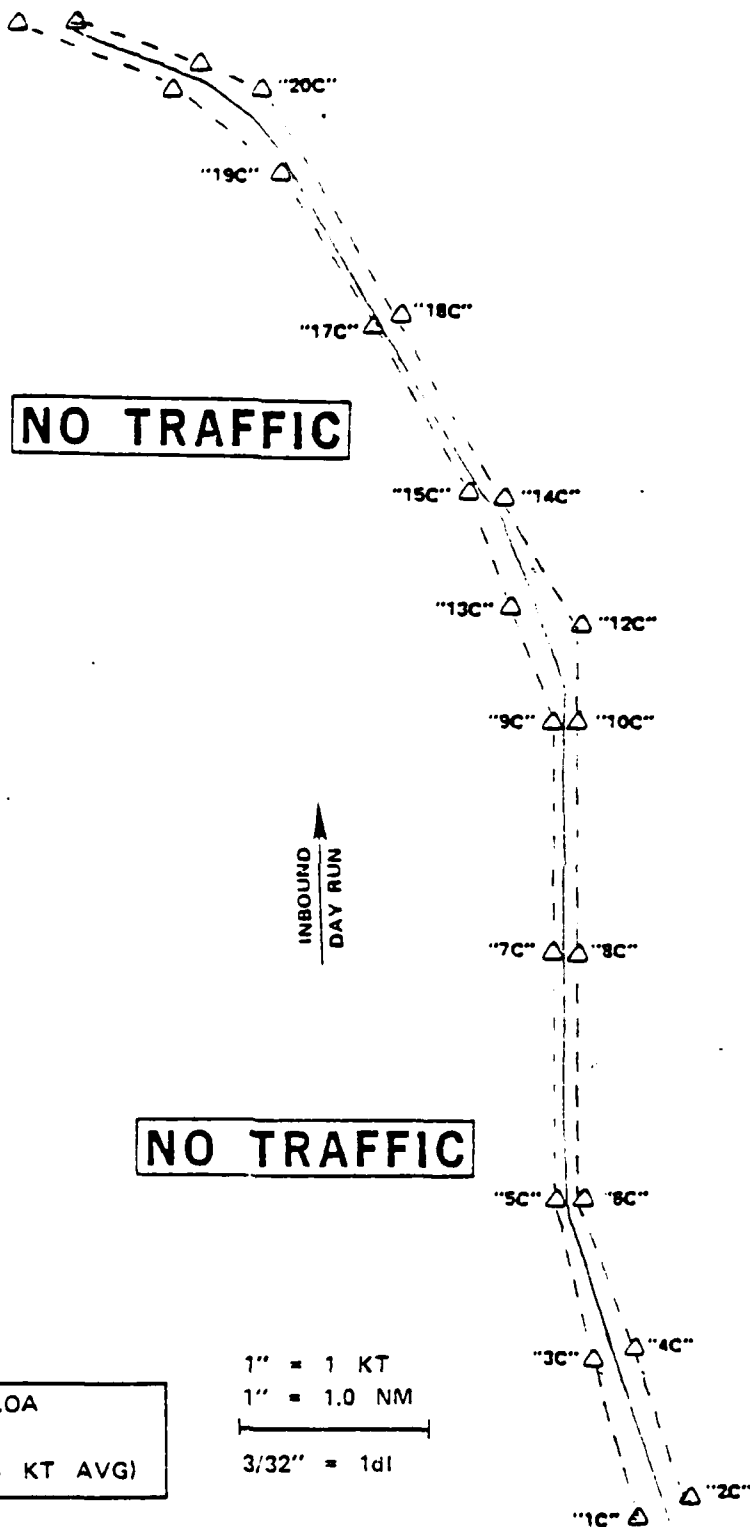 "20C"
"19C"
"18C"
"17C"
NO TRAFFIC
"15C" "14C"
"13C" "12C"
"9C" "10C"
INBOUND
DAY RUN
"7C" "8C"
NO TRAFFIC
"5C" "6C"
"3C" "4C"
1" = 1 KT
1" = 1.0 NM
3/32" = 1dl
OA
KT AVG)
"2C"
"1C"